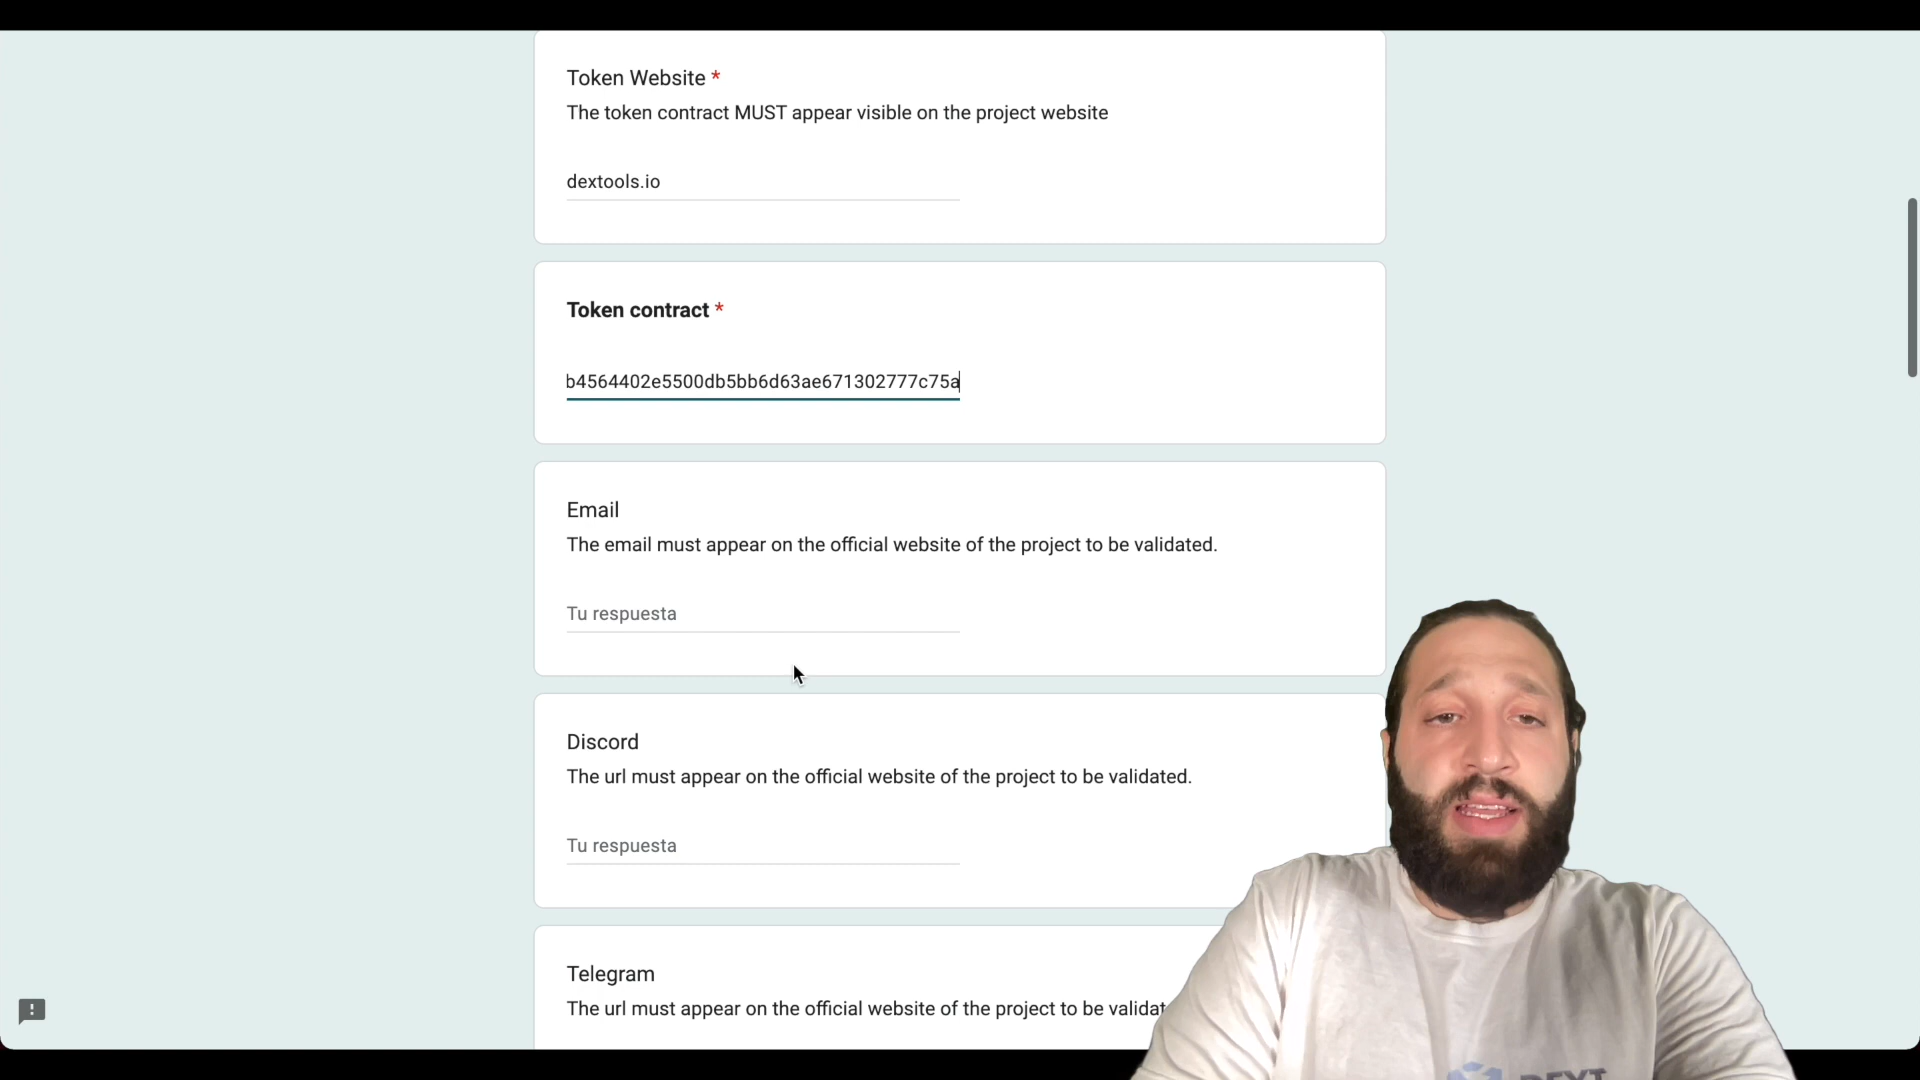 Token Website *
The token contract MUST appear visible on the project website
dextools.io
Token contract *
b4564402e5500db5bb6d63ae671302777c75a
Email
The email must appear on the official website of the project to be validated.
Tu respuesta
Discord
The url must appear on the official website of the project to be validated.
Tu respuesta
Telegram
The url must appear on the official website of the project to be